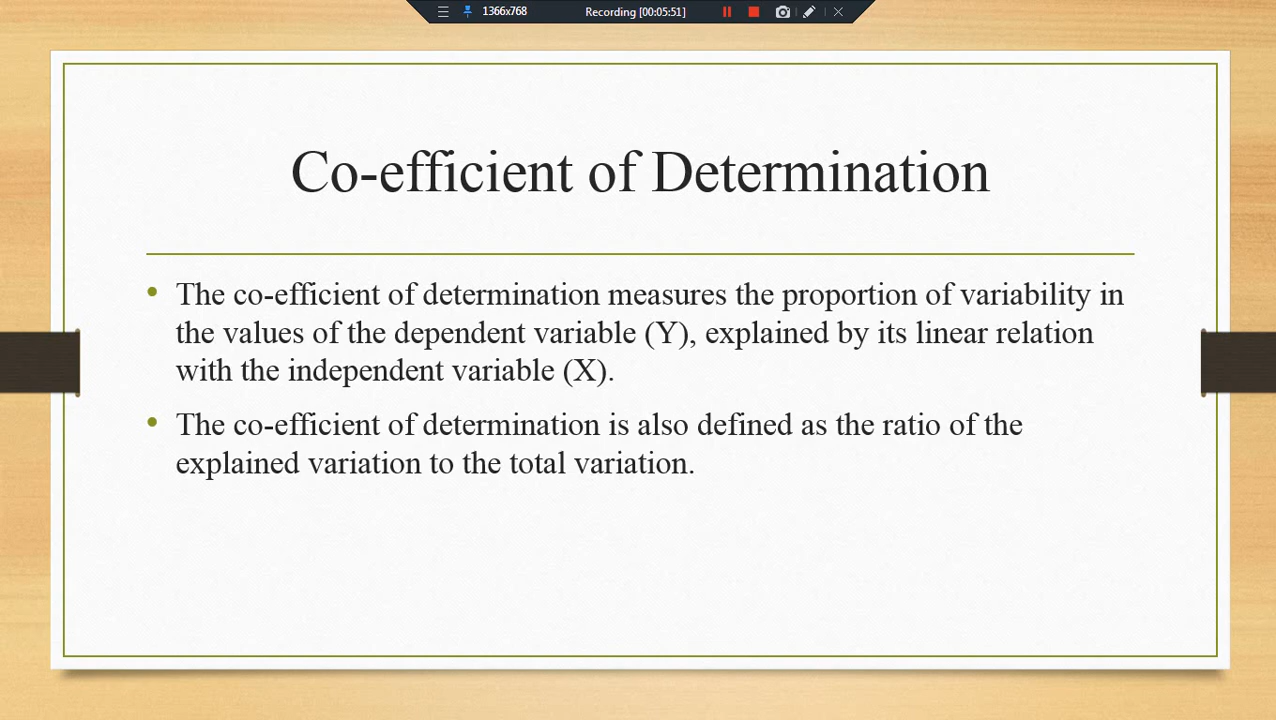 1366x768 Recording [00:05:51]
Co-efficient of Determination
• The co-efficient of determination measures the proportion of variability in
the values of the dependent variable (Y), explained by its linear relation
with the independent variable (X).
• The co-efficient of determination is also defined as the ratio of the
explained variation to the total variation.